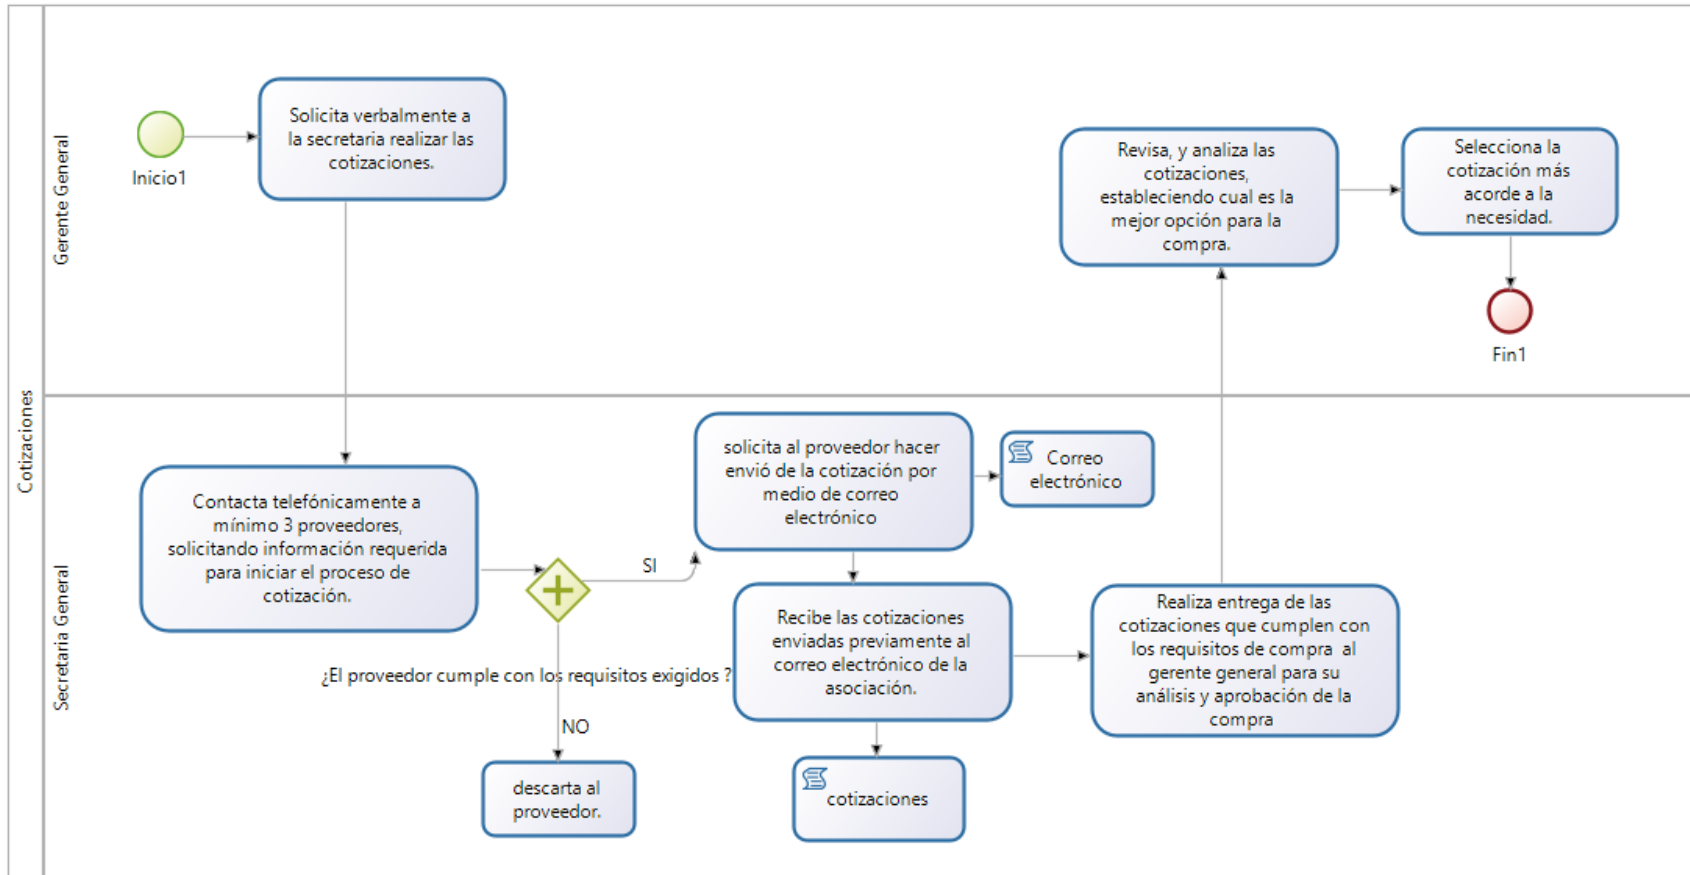 Cotizaciones
Gerente General
Inicio1
Solicita verbalmente a
la secretaria realizar las
cotizaciones.
Revisa, y analiza las
cotizaciones,
estableciendo cual es la
mejor opción para la
compra.
Selecciona la
cotización más
acorde a la
necesidad.
Fin1
Secretaria General
Contacta telefónicamente a
mínimo 3 proveedores,
solicitando información requerida
para iniciar el proceso de
cotización.
SI
¿El proveedor cumple con los requisitos exigidos ?
NO
descarta al
proveedor.
solicita al proveedor hacer
envió de la cotización por
medio de correo
electrónico
Correo
electrónico
Recibe las cotizaciones
enviadas previamente al
correo electrónico de la
asociación.
cotizaciones
Realiza entrega de las
cotizaciones que cumplen con
los requisitos de compra al
gerente general para su
análisis y aprobación de la
compra